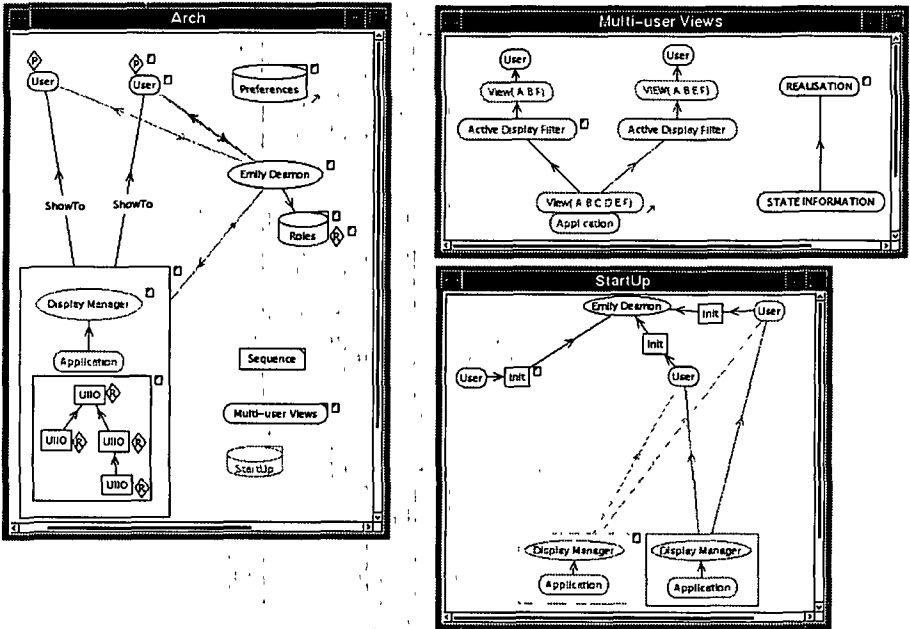 Arch
P
P
User
User
Preferences
Emily Deamon
ShowTo
ShowTo
Roles
R
Display Manager
Application
Sequence
UIIO
R
Multi-user Views
UIIO
R
UIIO
R
StartUp
UIIO
R
Multi-user Views
User
User
View( A B F)
VIEW( A B E F)
REALISATION
Active Display Filter
Active Display Filter
View( A B C D E F)
STATE INFORMATION
Application
StartUp
Emily Deamon
Init
User
Init
User
Init
User
Display Manager
Display Manager
Application
Application